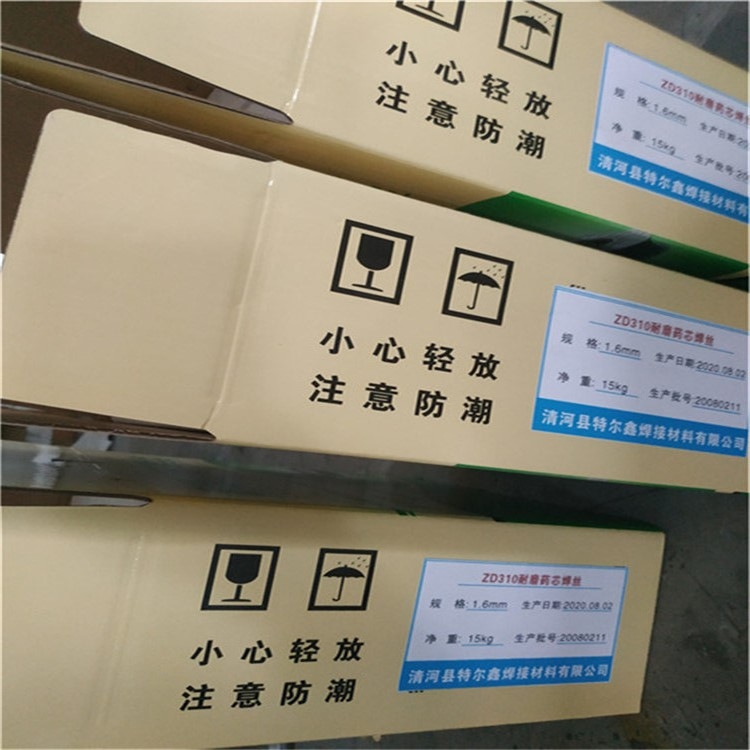 小心轻放
注意防潮
ZD310耐磨药芯焊丝
规 格: 1.6mm 生产日期:20
净 重: 15kg 生产批号:200
清河县特尔鑫焊接材料有
小心轻放
注意防潮
ZD310耐磨药芯焊丝
规 格: 1.6mm 生产日期:2020.08.02
净 重: 15kg 生产批号:20080211
清河县特尔鑫焊接材料有限公司
小心轻放
注意防潮
ZD310耐磨药芯焊丝
规 格: 1.6mm 生产日期:2020.08.02
净 重: 15kg 生产批号:20080211
清河县特尔鑫焊接材料有限公司